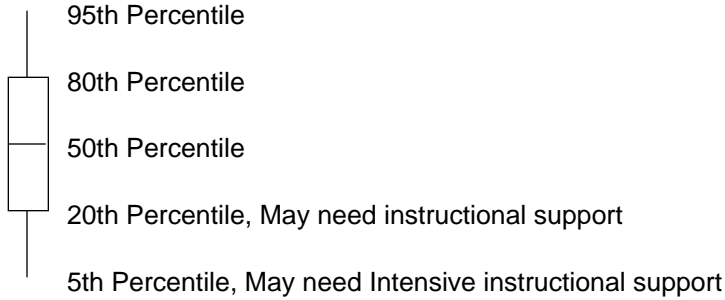 95th Percentile
80th Percentile
50th Percentile
20th Percentile, May need instructional support
5th Percentile, May need Intensive instructional support